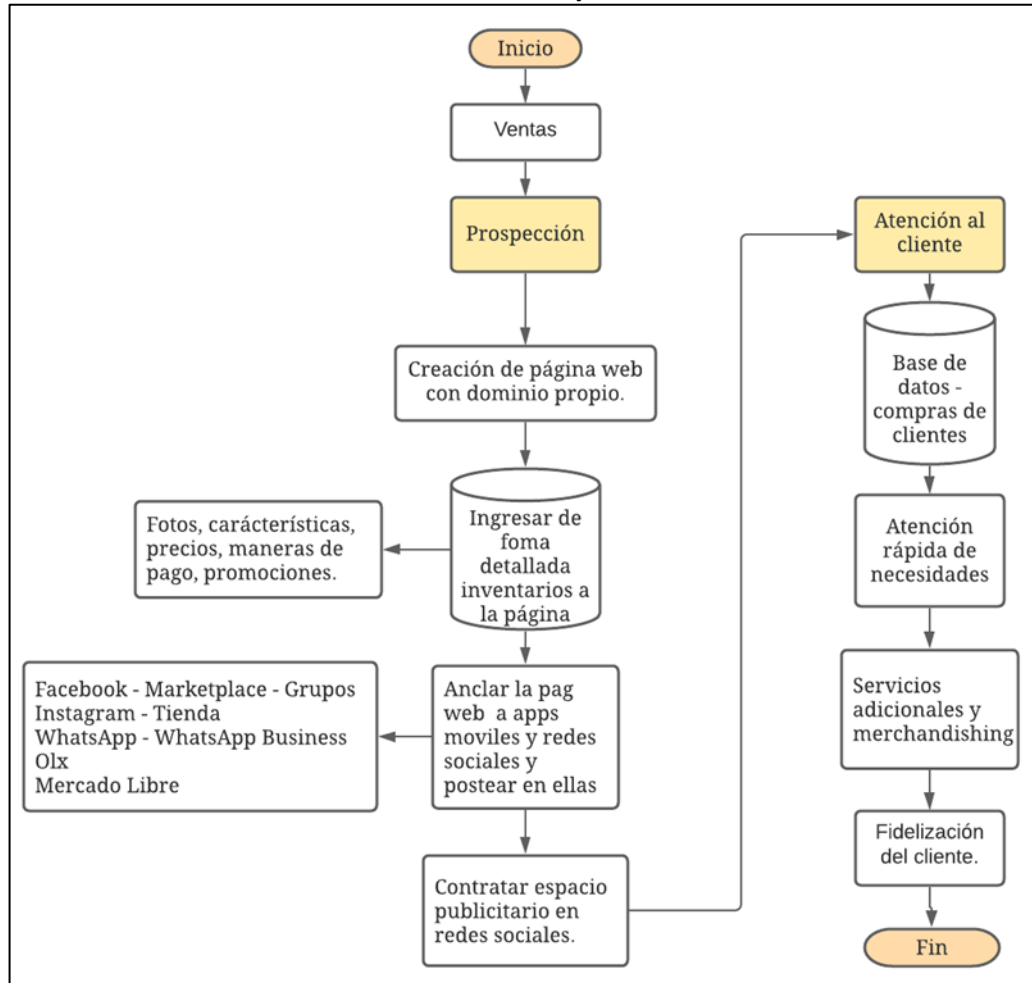 Inicio
Ventas
Prospección
Creación de página web
con dominio propio.
Ingresar de
foma
detallada
inventarios a
la página
Fotos, carácterísticas,
precios, maneras de
pago, promociones.
Anclar la pag
web a apps
moviles y redes
sociales y
postear en ellas
Facebook - Marketplace - Grupos
Instagram - Tienda
WhatsApp - WhatsApp Business
Olx
Mercado Libre
Contratar espacio
publicitario en
redes sociales.
Atención al
cliente
Base de
datos -
compras de
clientes
Atención
rápida de
necesidades
Servicios
adicionales y
merchandishing
Fidelización
del cliente.
Fin